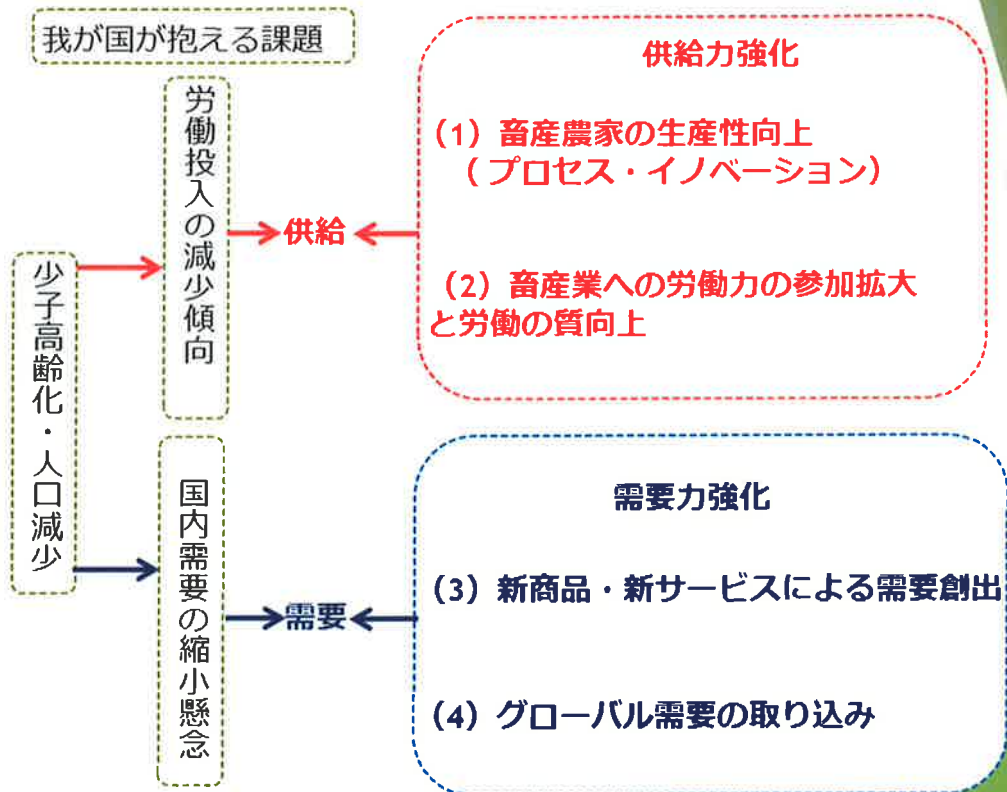 我が国が抱える課題
少子高齢化・人口減少
労働投入の減少傾向
供給
供給力強化
(1) 畜産農家の生産性向上
(プロセス・イノベーション)
(2) 畜産業への労働力の参加拡大
と労働の質向上
国内需要の縮小懸念
需要
需要力強化
(3) 新商品・新サービスによる需要創出
(4) グローバル需要の取り込み